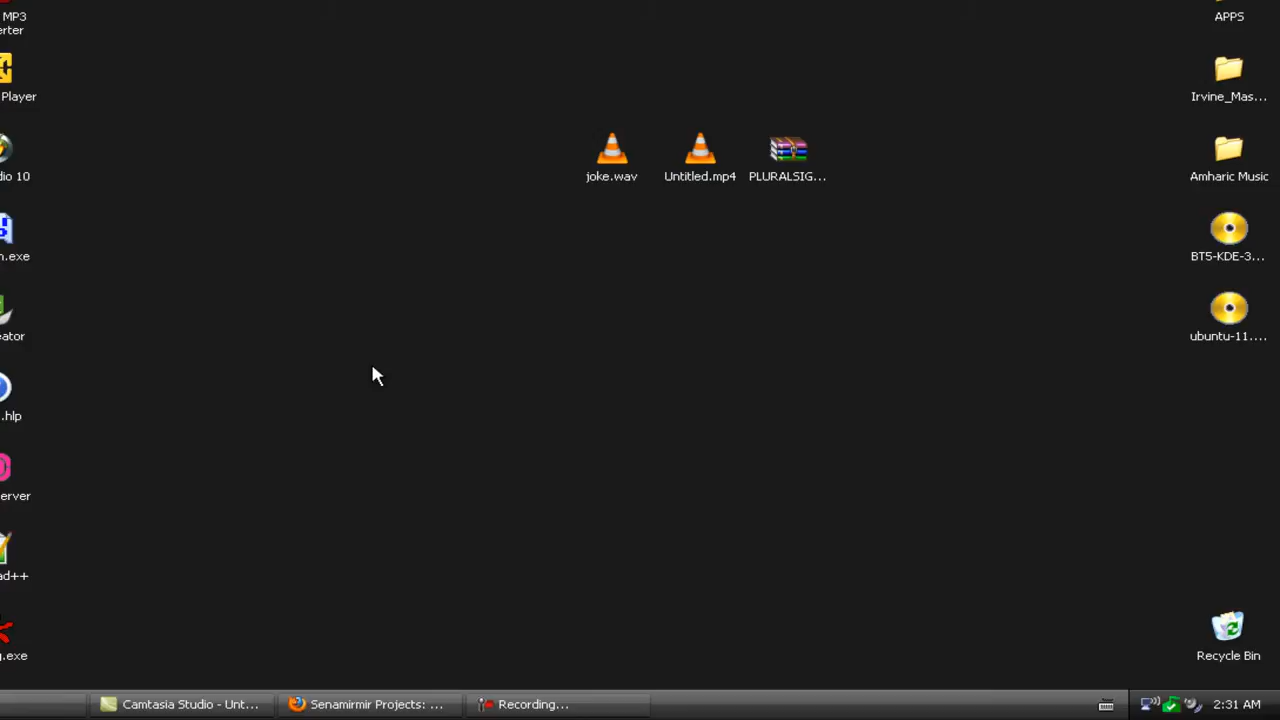 MP3
erter
Player
dio 10
n.exe
eator
.hlp
erver
ad++
g.exe
joke.wav
Untitled.mp4
PLURALSIG...
APPS
Irvine_Mas...
Amharic Music
BT5-KDE-3...
ubuntu-11....
Recycle Bin
Camtasia Studio - Unt...
Senamirmir Projects: ...
Recording...
2:31 AM